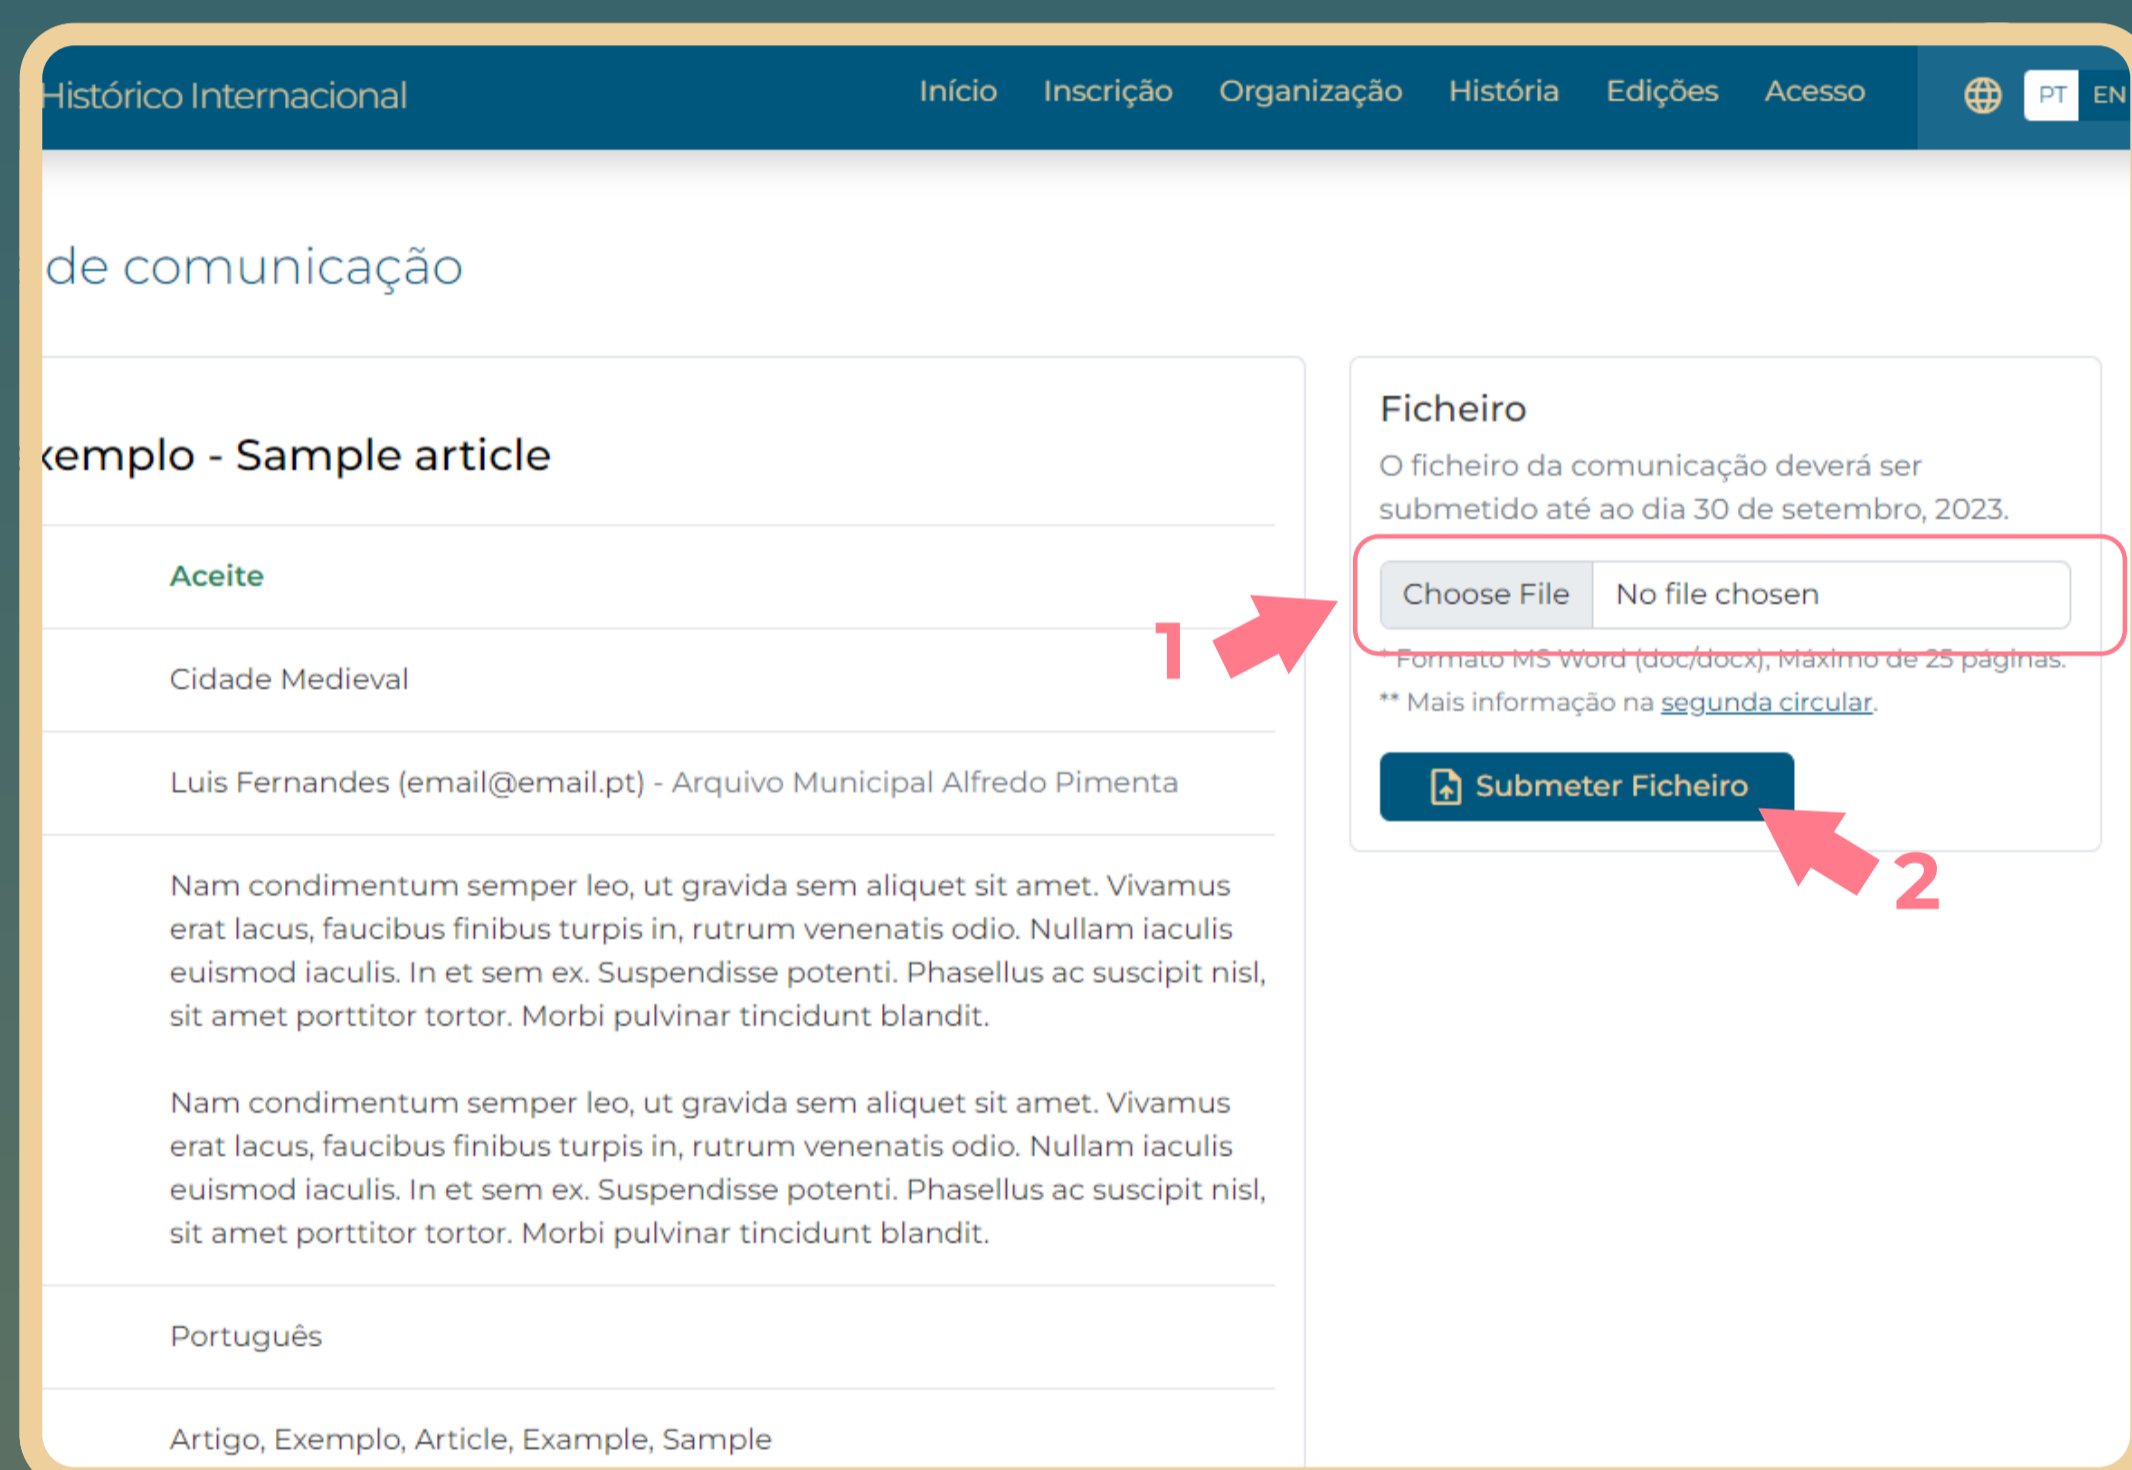 Histórico Internacional
Início Inscrição Organização História Edições Acesso PT EN
de comunicação
xemplo - Sample article
Aceite
Cidade Medieval
Luis Fernandes (email@email.pt) - Arquivo Municipal Alfredo Pimenta
Nam condimentum semper leo, ut gravida sem aliquet sit amet. Vivamus
erat lacus, faucibus finibus turpis in, rutrum venenatis odio. Nullam iaculis
euismod iaculis. In et sem ex. Suspendisse potenti. Phasellus ac suscipit nisl,
sit amet porttitor tortor. Morbi pulvinar tincidunt blandit.
Nam condimentum semper leo, ut gravida sem aliquet sit amet. Vivamus
erat lacus, faucibus finibus turpis in, rutrum venenatis odio. Nullam iaculis
euismod iaculis. In et sem ex. Suspendisse potenti. Phasellus ac suscipit nisl,
sit amet porttitor tortor. Morbi pulvinar tincidunt blandit.
Português
Artigo, Exemplo, Article, Example, Sample
Ficheiro
O ficheiro da comunicação deverá ser
submetido até ao dia 30 de setembro, 2023.
1
Choose File No file chosen
* Formato MS Word (doc/docx), Máximo de 25 páginas.
** Mais informação na segunda circular.
Submeter Ficheiro
2